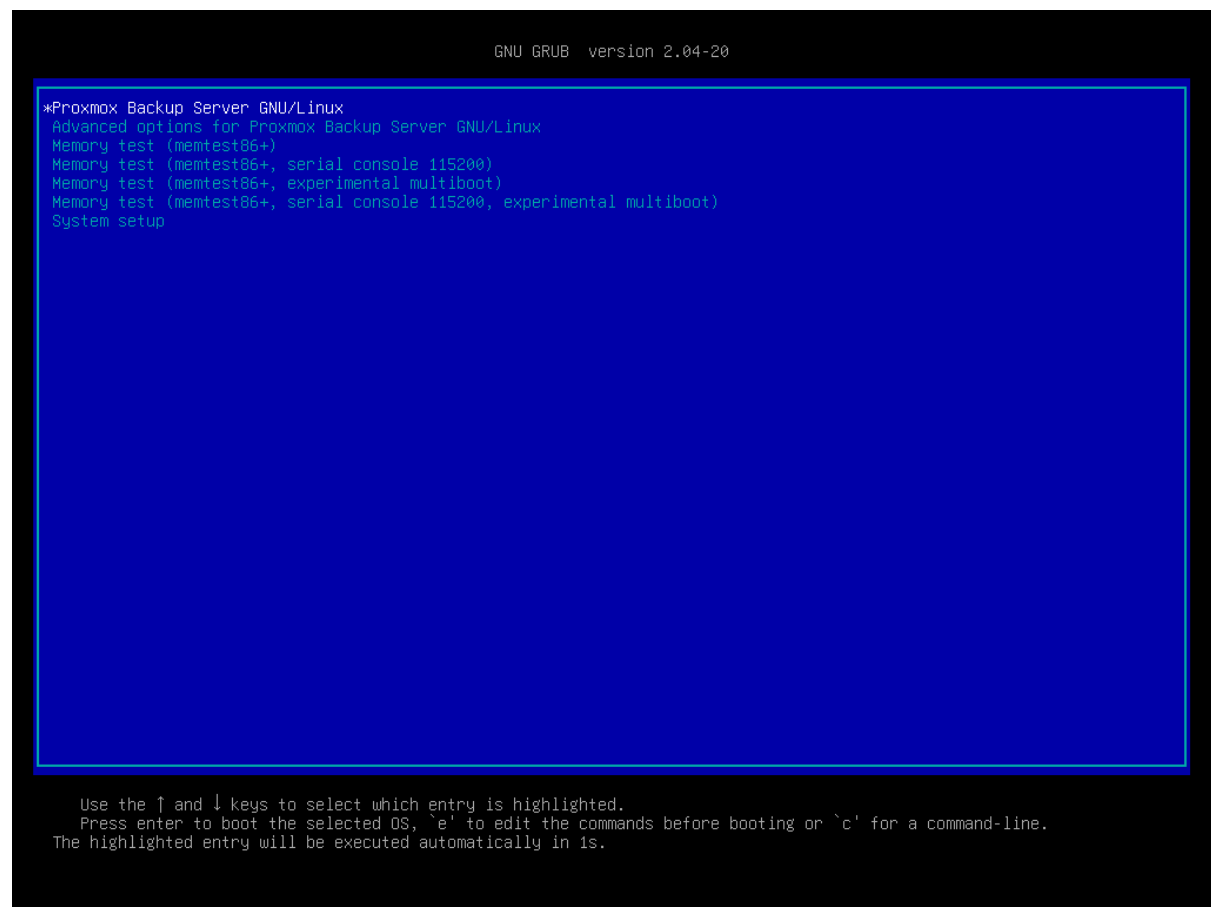 GNU GRUB  version 2.04-20
*Proxmox Backup Server GNU/Linux
Advanced options for Proxmox Backup Server GNU/Linux
Memory test (memtest86+)
Memory test (memtest86+, serial console 115200)
Memory test (memtest86+, experimental multiboot)
Memory test (memtest86+, serial console 115200, experimental multiboot)
System setup
Use the ↑ and ↓ keys to select which entry is highlighted.
Press enter to boot the selected OS, `e' to edit the commands before booting or `c' for a command-line.
The highlighted entry will be executed automatically in 1s.